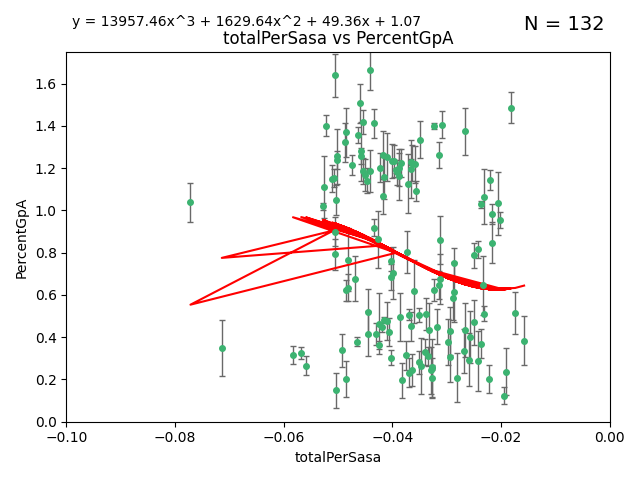 y = 13957.46x^3 + 1629.64x^2 + 49.36x + 1.07
N = 132
totalPerSasa vs PercentGpA
1.6
1.4
1.2
1.0
0.8
0.6
0.4
0.2
0.0
PercentGpA
−0.10 −0.08 −0.06 −0.04 −0.02 0.00
totalPerSasa